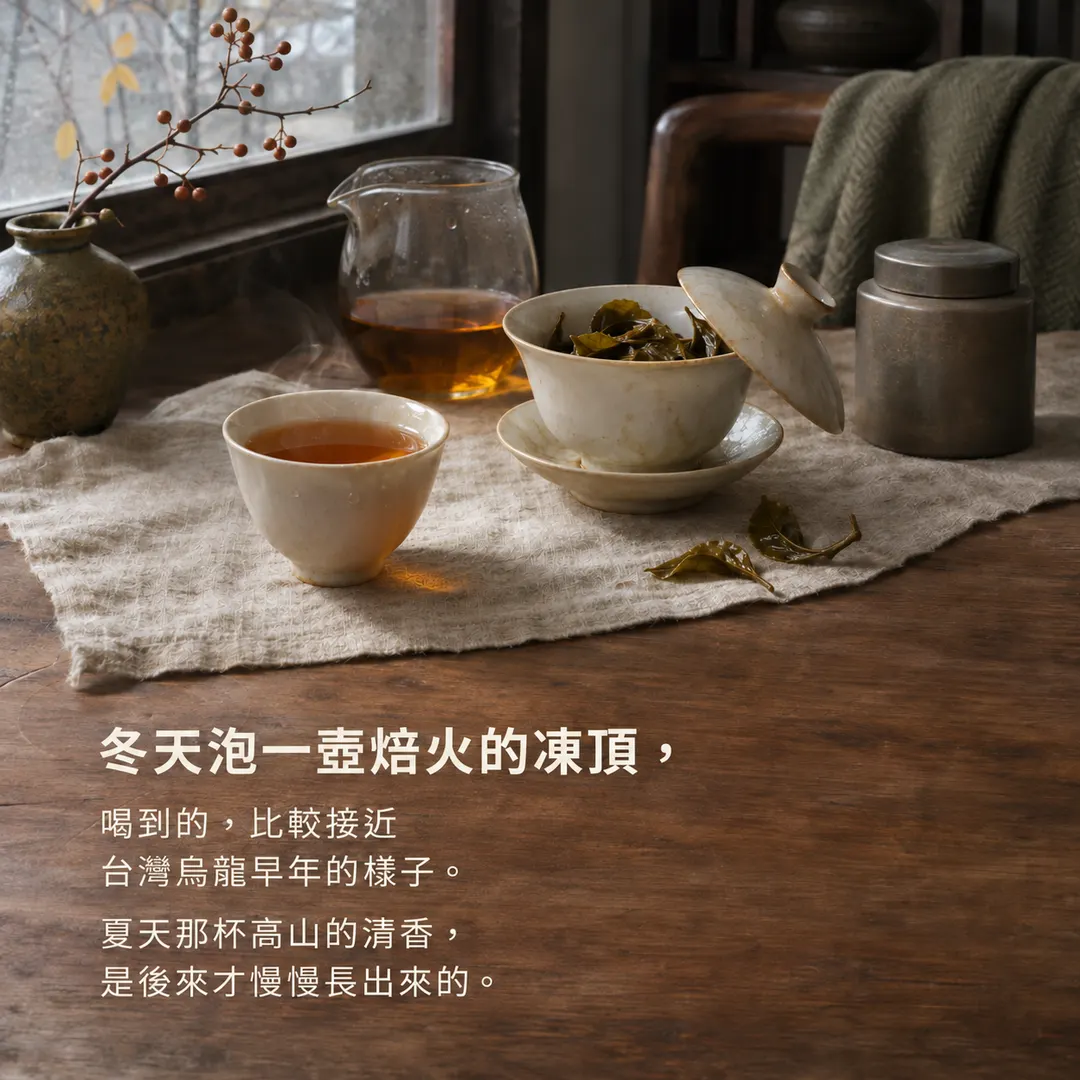 冬天泡一壺焙火的凍頂，
喝到的，比較接近
台灣烏龍早年的樣子。
夏天那杯高山的清香，
是後來才慢慢長出來的。